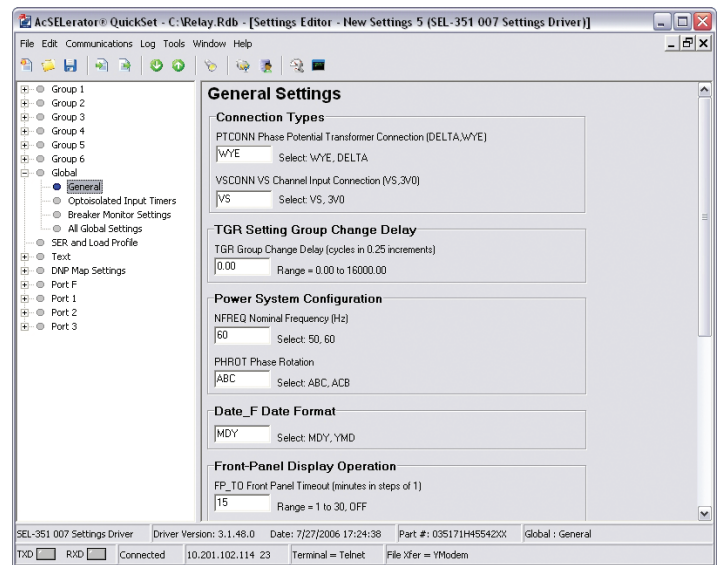 AcSELerator® QuickSet - C:\Relay.Rdb - [Settings Editor - New Settings 5 (SEL-351 007 Settings Driver)]
File Edit Communications Log Tools Window Help
Group 1
Group 2
Group 3
Group 4
Group 5
Group 6
Global
General
Optoisolated Input Timers
Breaker Monitor Settings
All Global Settings
SER and Load Profile
Text
DNP Map Settings
Port F
Port 1
Port 2
Port 3
General Settings
Connection Types
PTCONN Phase Potential Transformer Connection (DELTA,WYE)
WYE Select: WYE, DELTA
VSCONN VS Channel Input Connection (VS,3V0)
VS Select: VS, 3V0
TGR Setting Group Change Delay
TGR Group Change Delay (cycles in 0.25 increments)
0.00 Range = 0.00 to 16000.00
Power System Configuration
NFREQ Nominal Frequency (Hz)
60 Select: 50, 60
PHROT Phase Rotation
ABC Select: ABC, ACB
Date_F Date Format
MDY Select: MDY, YMD
Front-Panel Display Operation
FP_TO Front Panel Timeout (minutes in steps of 1)
15 Range = 1 to 30, OFF
SEL-351 007 Settings Driver Driver Version: 3.1.48.0 Date: 7/27/2006 17:24:38 Part #: 035171H45542XX Global : General
TXD RXD Connected 10.201.102.114 23 Terminal = Telnet File Xfer = YModem